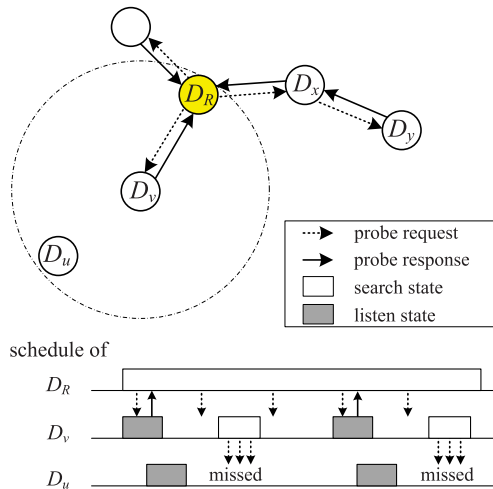 D_R
D_x
D_y
D_v
D_u
probe request
probe response
search state
listen state
schedule of
D_R
D_v
missed missed
D_u